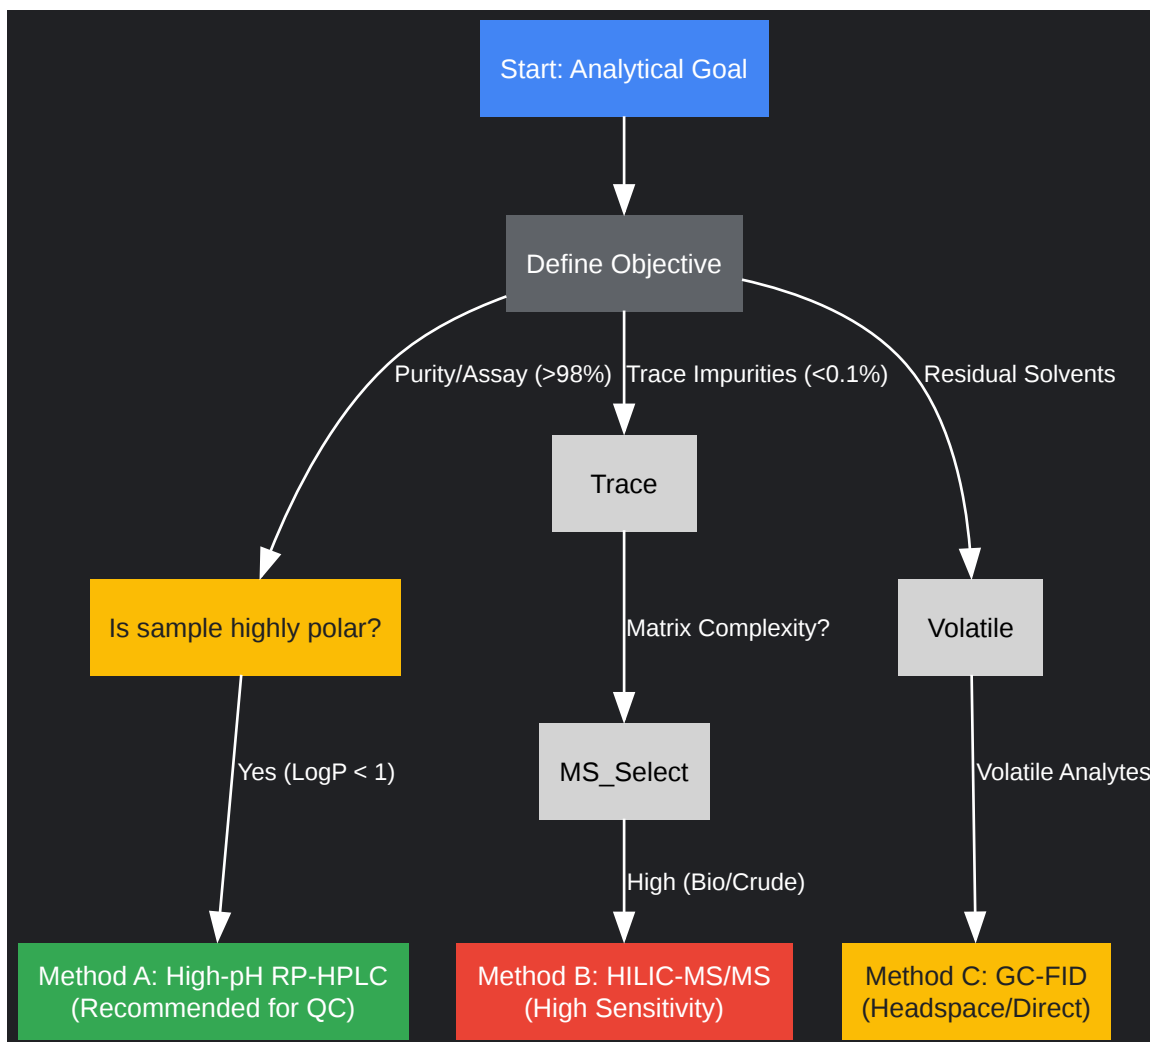 Start: Analytical Goal
Define Objective
Purity/Assay (>98%)
Trace Impurities (<0.1%)
Residual Solvents
Trace
Is sample highly polar?
Matrix Complexity?
Volatile
Yes (LogP < 1)
MS_Select
Volatile Analytes
High (Bio/Crude)
Method A: High-pH RP-HPLC
(Recommended for QC)
Method B: HILIC-MS/MS
(High Sensitivity)
Method C: GC-FID
(Headspace/Direct)